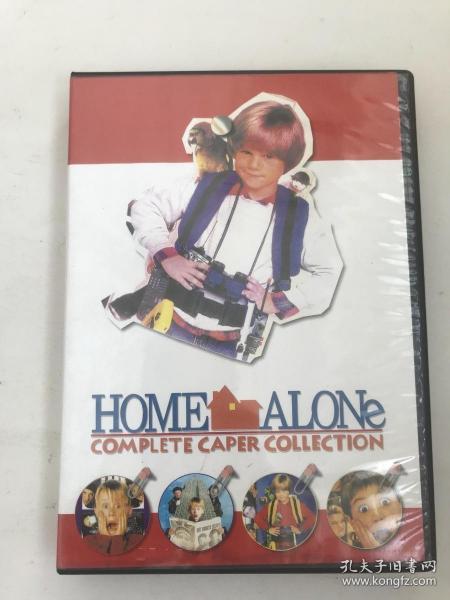 HOME ALONe
COMPLETE CAPER COLLECTION
孔夫子旧书网
www.kongfz.com